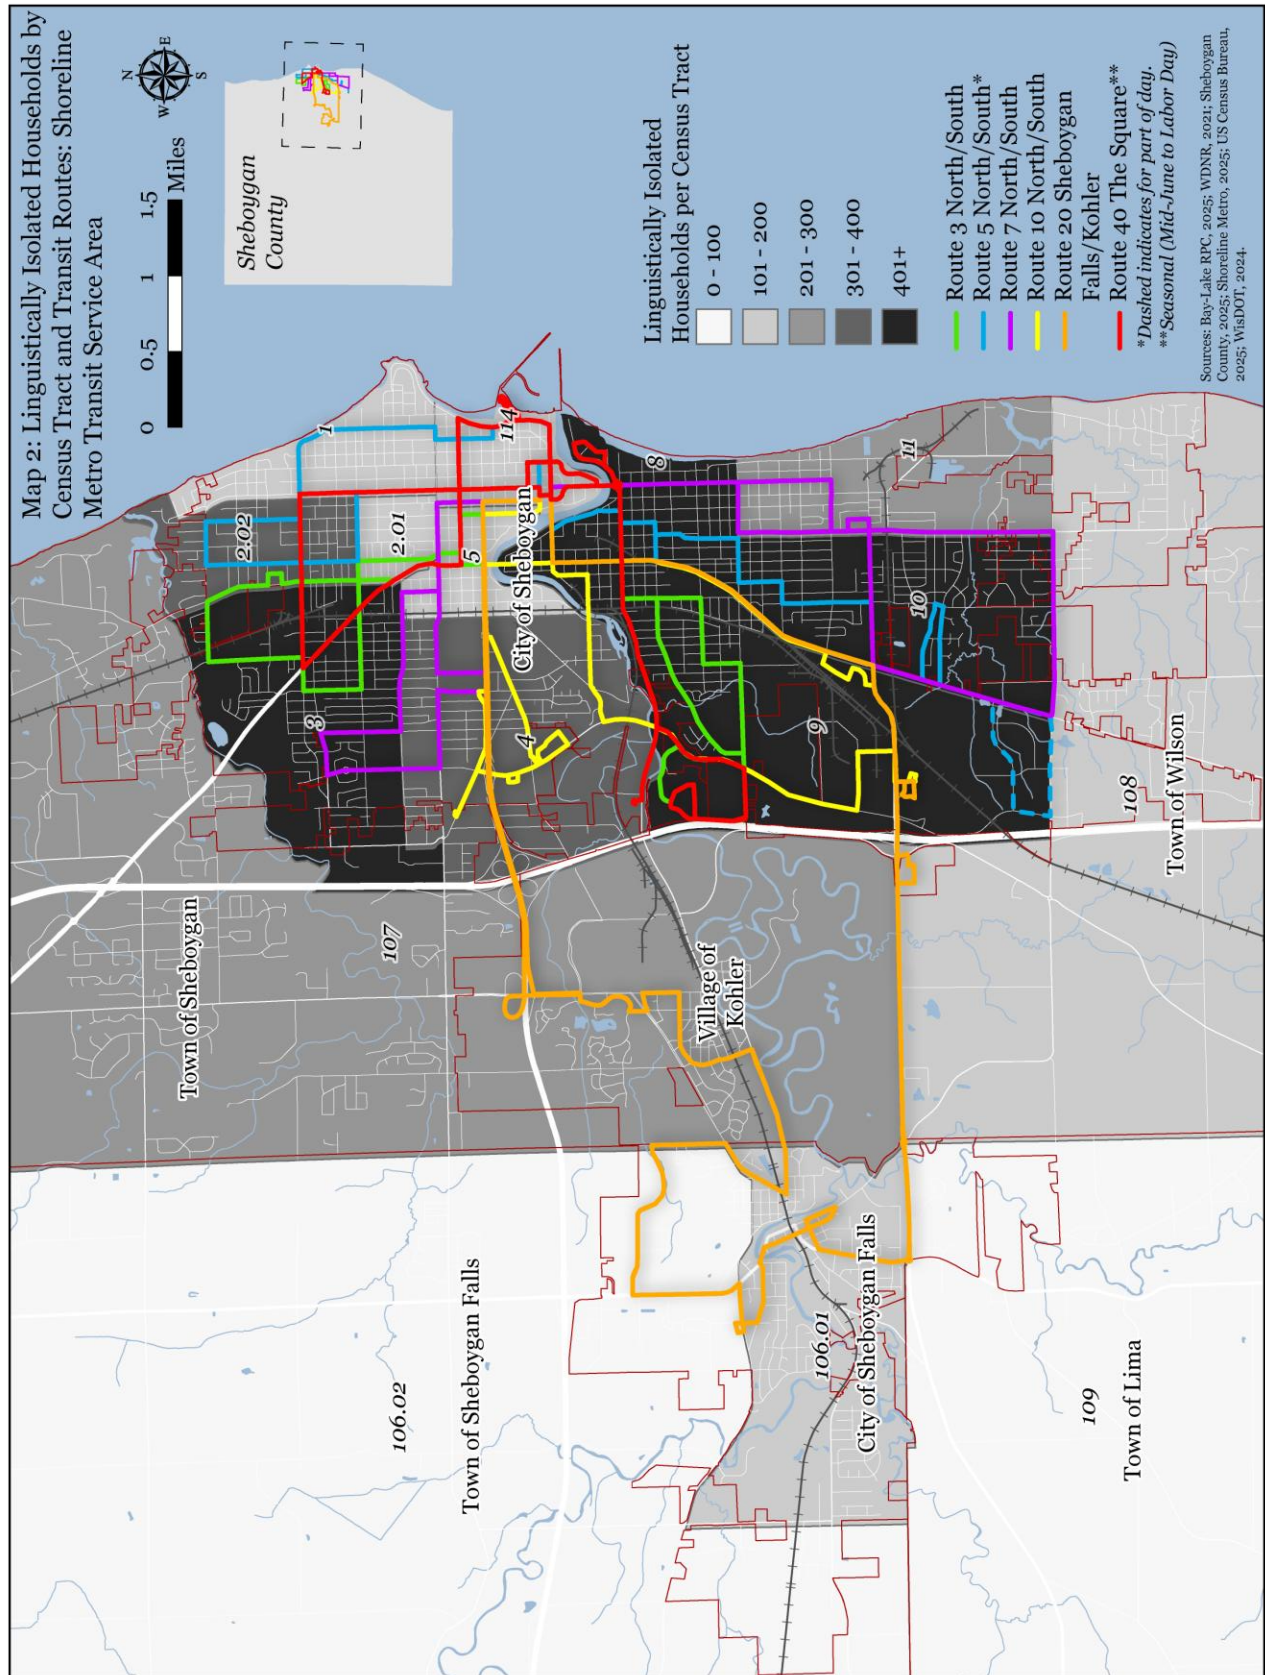 Map 2: Linguistically Isolated Households by
Census Tract and Transit Routes: Shoreline
Metro Transit Service Area
0
0.5
1
1.5
Miles
N
E
S
W
Sheboygan
County
Linguistically Isolated
Households per Census Tract
0 - 100
101 - 200
201 - 300
301 - 400
401+
Route 3 North/South
Route 5 North/South*
Route 7 North/South
Route 10 North/South
Route 20 Sheboygan
Falls/Kohler
Route 40 The Square**
*Dashed indicates for part of day.
**Seasonal (Mid-June to Labor Day)
Sources: Bay-Lake RPC, 2025; WDNR, 2021; Sheboygan
County, 2025; Shoreline Metro, 2025; US Census Bureau,
2025; WisDOT, 2024.
Town of Sheboygan
107
3
2.02
2.01
1
5
114
4
City of Sheboygan
8
9
10
11
108
Town of Wilson
Village of
Kohler
106.02
Town of Sheboygan Falls
106.01
City of Sheboygan Falls
109
Town of Lima